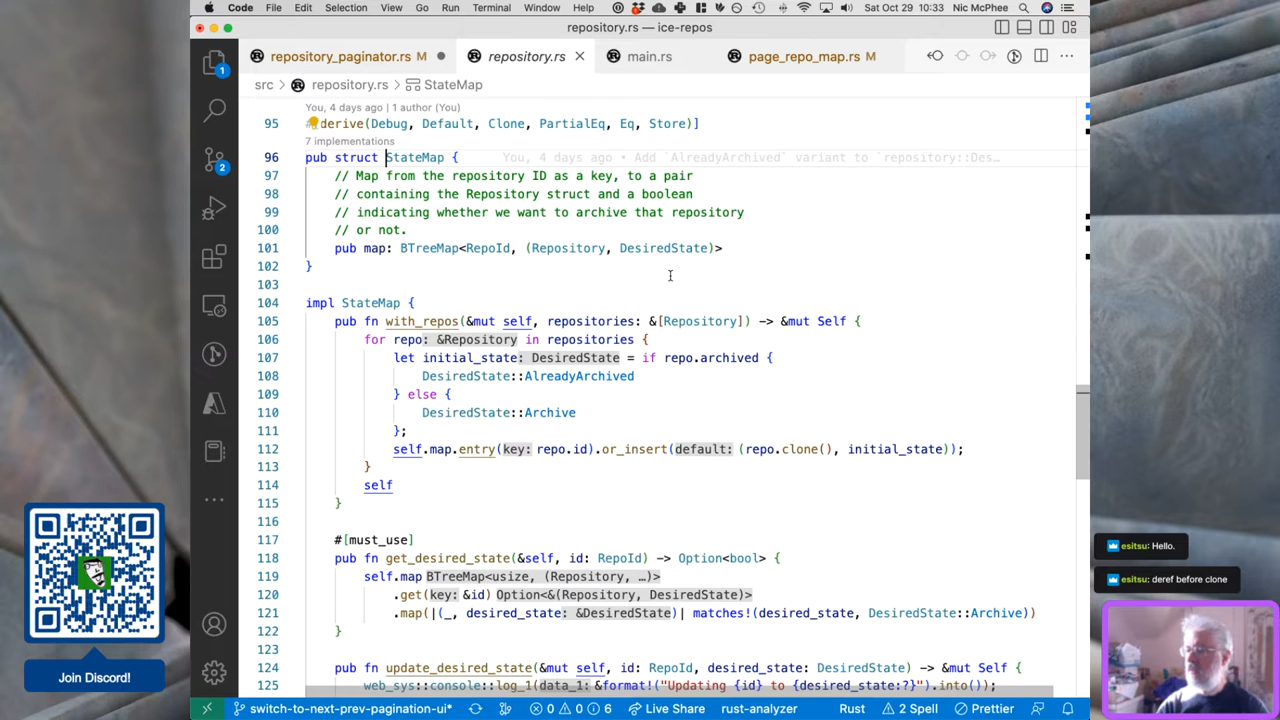 Code File Edit Selection View Go Run Terminal Window Help Sat Oct 29 10:33 Nic McPhee
repository.rs — ice-repos
repository_paginator.rs M
repository.rs
main.rs
page_repo_map.rs M
src > repository.rs > StateMap
You, 4 days ago | 1 author (You)
95 #[derive(Debug, Default, Clone, PartialEq, Eq, Store)]
7 implementations
96 pub struct StateMap { You, 4 days ago • Add `AlreadyArchived` variant to `repository::Des…
97 // Map from the repository ID as a key, to a pair
98 // containing the Repository struct and a boolean
99 // indicating whether we want to archive that repository
100 // or not.
101 pub map: BTreeMap<RepoId, (Repository, DesiredState)>
102 }
103
104 impl StateMap {
105 pub fn with_repos(&mut self, repositories: &[Repository]) -> &mut Self {
106 for repo: &Repository in repositories {
107 let initial_state: DesiredState = if repo.archived {
108 DesiredState::AlreadyArchived
109 } else {
110 DesiredState::Archive
111 };
112 self.map.entry(key: repo.id).or_insert(default: (repo.clone(), initial_state));
113 }
114 self
115 }
116
117 #[must_use]
118 pub fn get_desired_state(&self, id: RepoId) -> Option<bool> {
119 self.map BTreeMap<usize, (Repository, …)>
120 .get(key: &id) Option<&(Repository, DesiredState)>
121 .map(|(_, desired_state: &DesiredState)| matches!(desired_state, DesiredState::Archive))
122 }
123
124 pub fn update_desired_state(&mut self, id: RepoId, desired_state: DesiredState) -> &mut Self {
125 web_sys::console::log_1(data_1: &format!("Updating {id} to {desired_state:?}").into());
1
2
Join Discord!
esitsu: Hello.
esitsu: deref before clone
switch-to-next-prev-pagination-ui* 0 0 6 Live Share rust-analyzer Rust 2 Spell Prettier